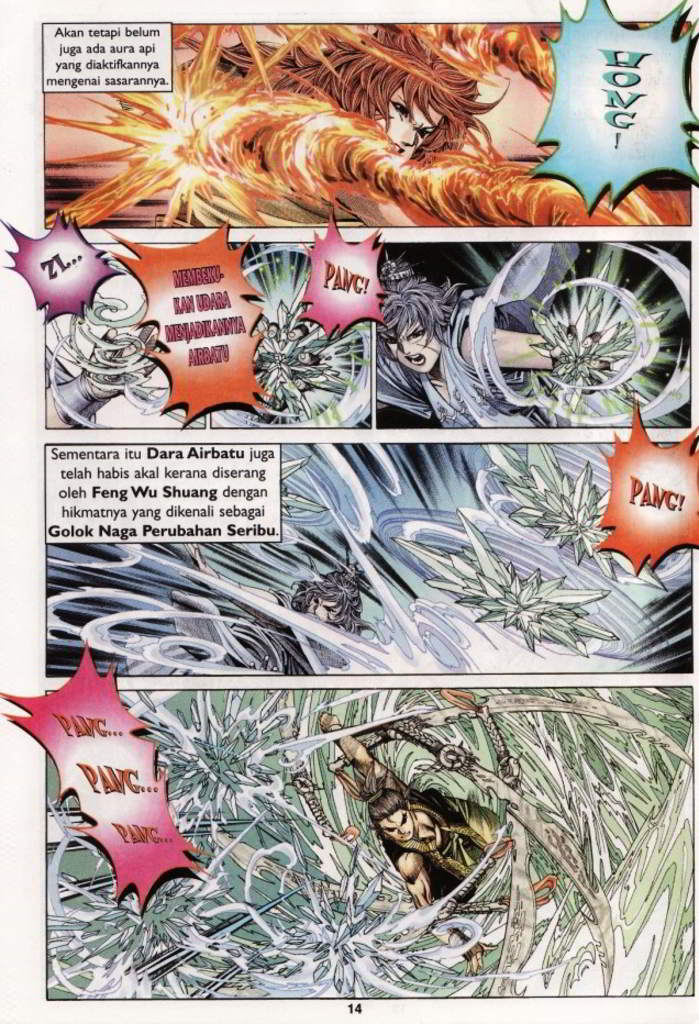 Akan tetapi belum
juga ada aura api
yang diaktifkannya
mengenai sasarannya.
HONG!
ZI...
MEMBEKU-
KAN UDARA
MENJADIKANNYA
AIRBATU
PANG!
Sementara itu Dara Airbatu juga
telah habis akal kerana diserang
oleh Feng Wu Shuang dengan
hikmatnya yang dikenali sebagai
Golok Naga Perubahan Seribu.
PANG!
PANG...
PANG...
PANG...
14